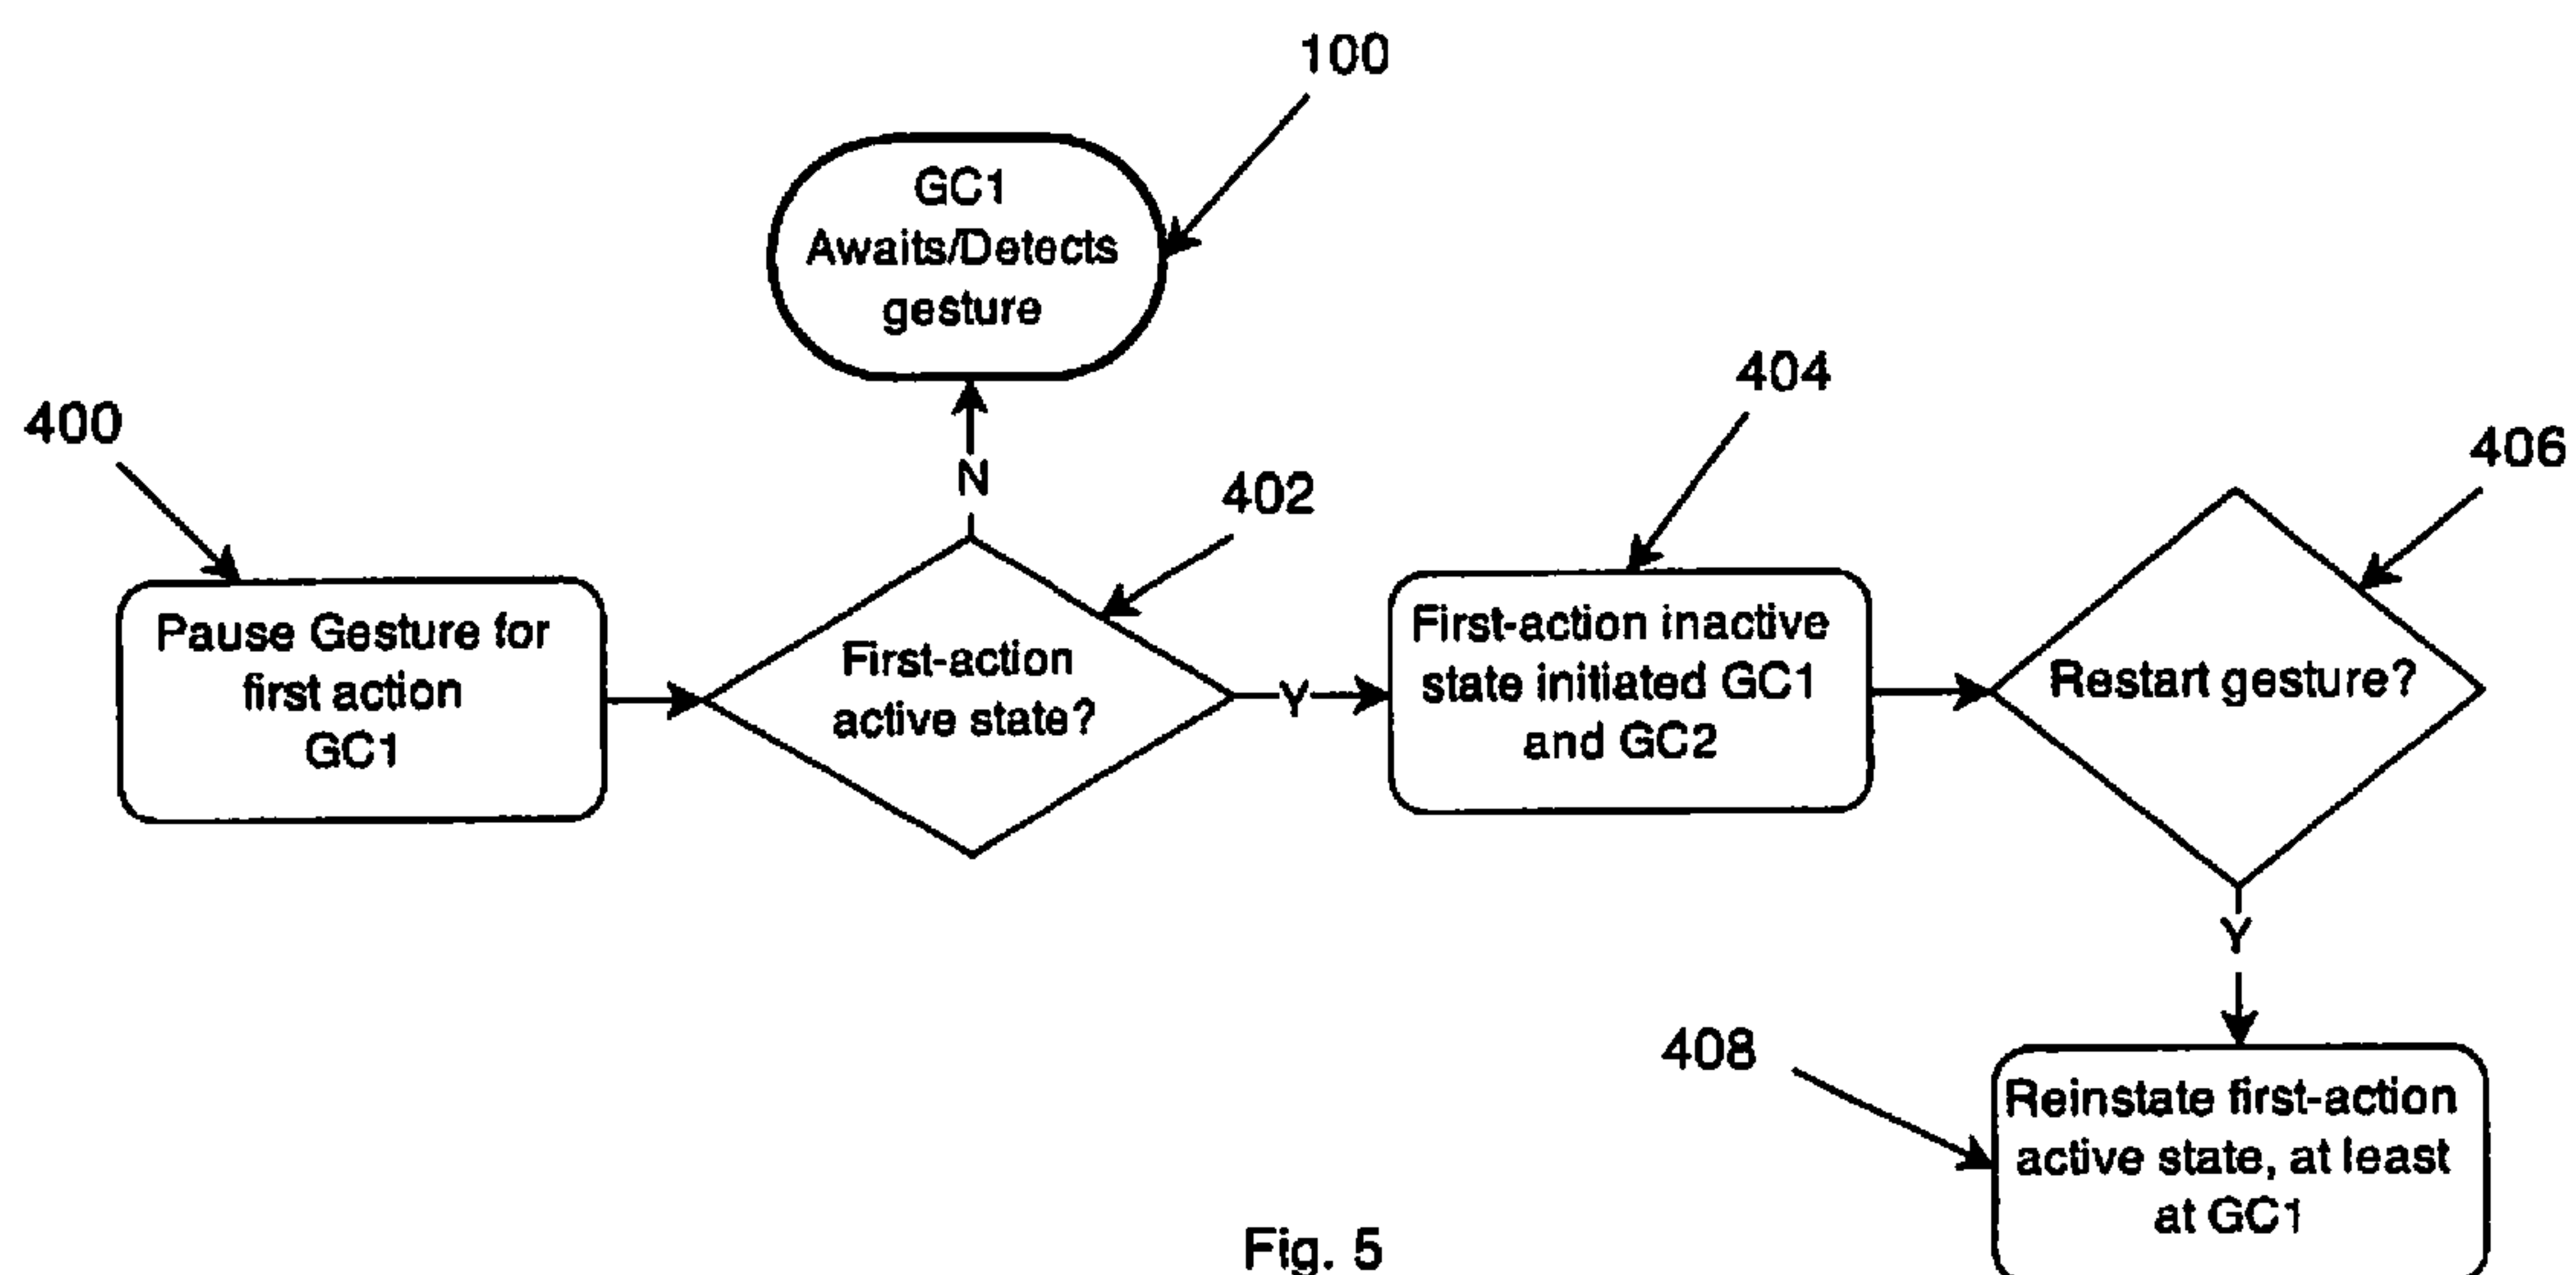 100
GC1
Awaits/Detects
gesture
400
404
406
N
402
Pause Gesture for
first action
GC1
First-action
active state?
Y
First-action inactive
state initiated GC1
and GC2
Restart gesture?
Y
408
Reinstate first-action
active state, at least
at GC1
Fig. 5